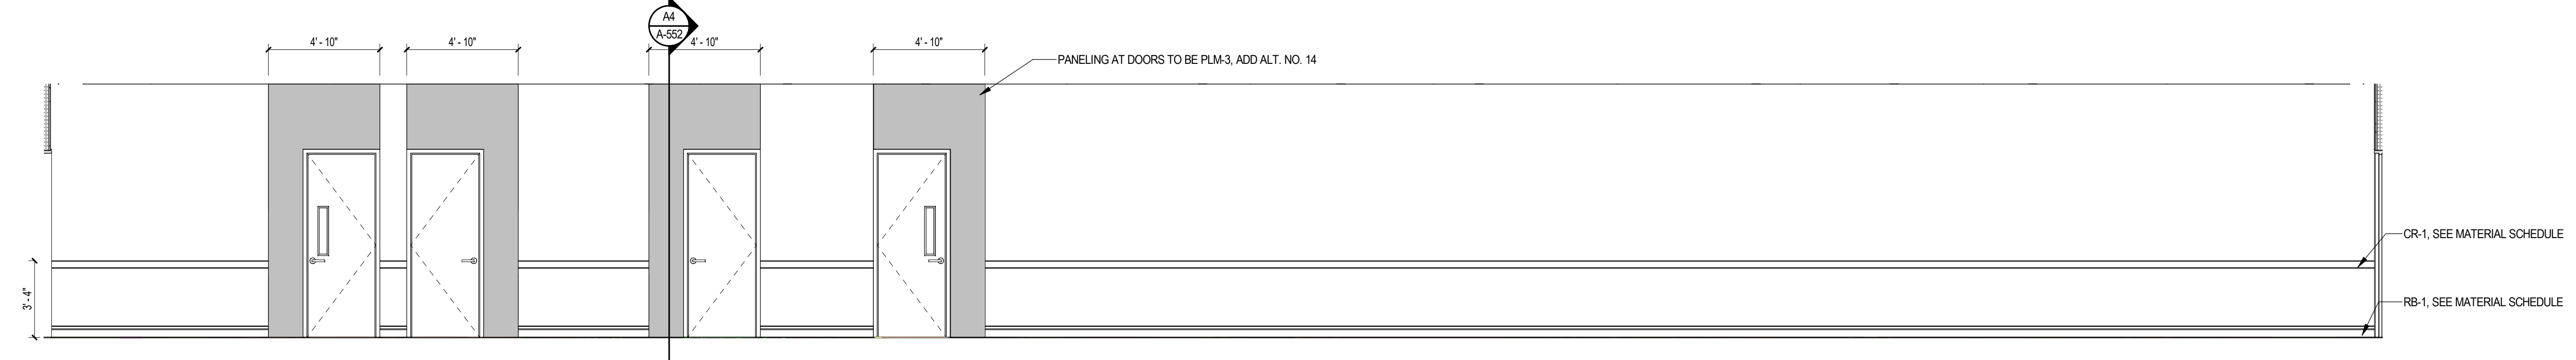 A4
A-552
4' - 10"
4' - 10"
4' - 10"
4' - 10"
PANELING AT DOORS TO BE PLM-3, ADD ALT. NO. 14
CR-1, SEE MATERIAL SCHEDULE
3' - 4"
RB-1, SEE MATERIAL SCHEDULE